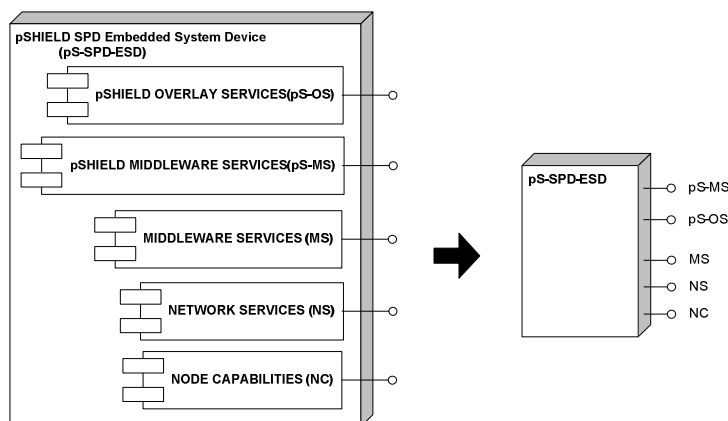 pSHIELD SPD Embedded System Device
(pS-SPD-ESD)
pSHIELD OVERLAY SERVICES(pS-OS)
pSHIELD MIDDLEWARE SERVICES(pS-MS)
MIDDLEWARE SERVICES (MS)
NETWORK SERVICES (NS)
NODE CAPABILITIES (NC)
pS-SPD-ESD
pS-MS
pS-OS
MS
NS
NC